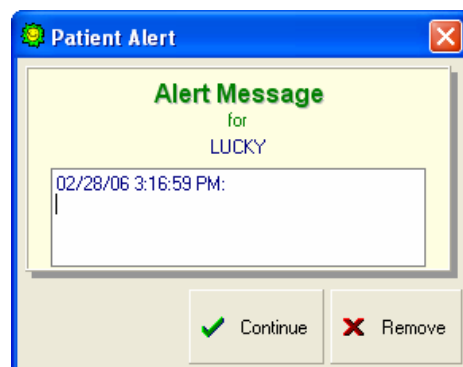 Patient Alert
Alert Message
for
LUCKY
02/28/06 3:16:59 PM:
Continue
Remove